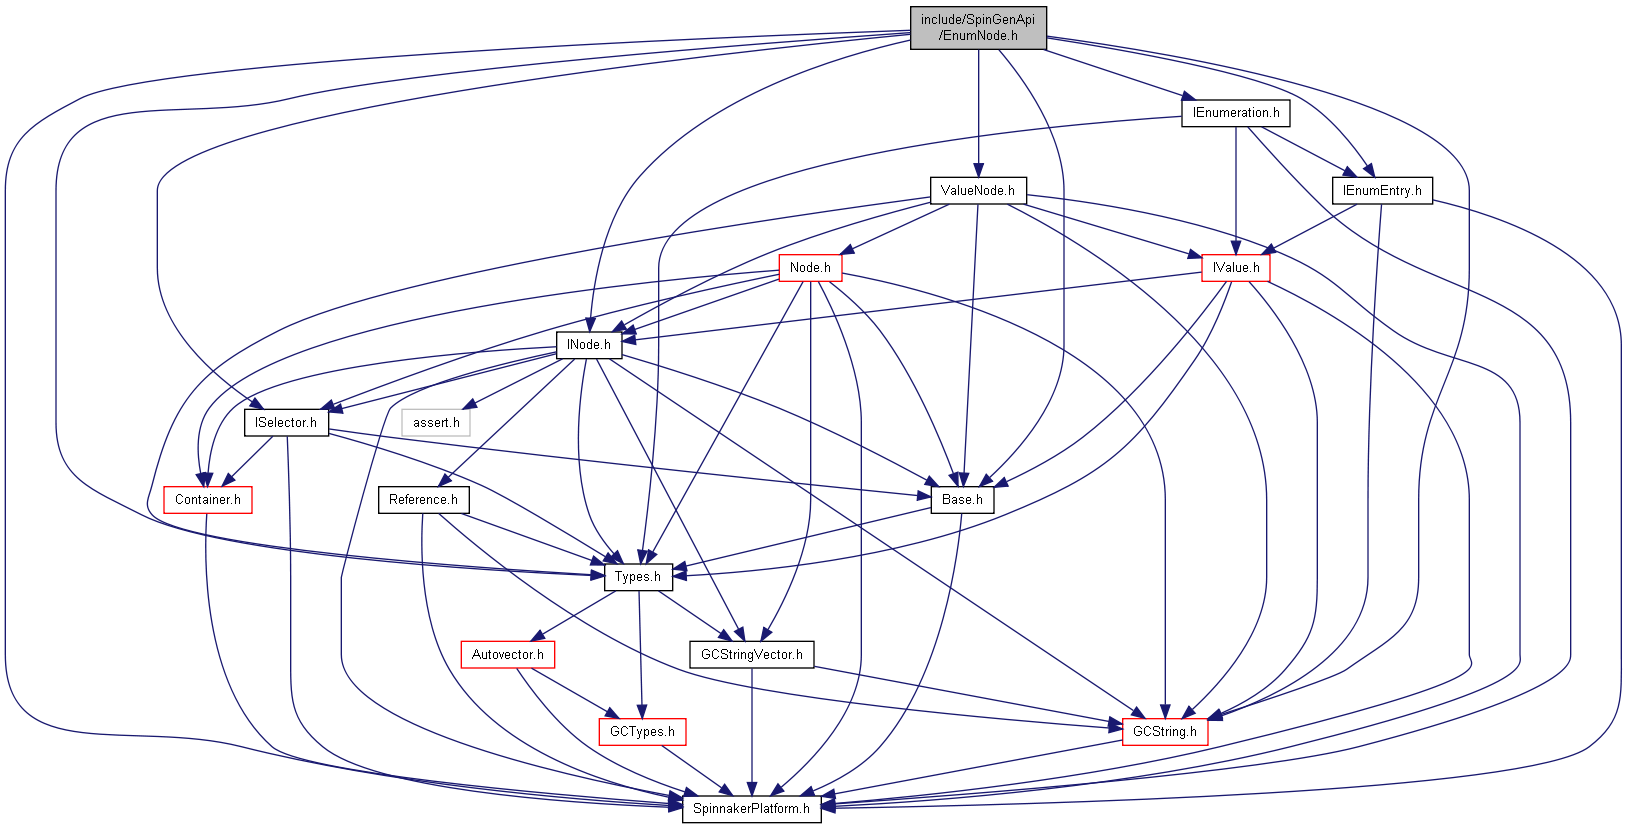 include/SpinGenApi
/EnumNode.h
IEnumeration.h
ValueNode.h
IEnumEntry.h
Node.h
IValue.h
INode.h
ISelector.h
assert.h
Container.h
Reference.h
Base.h
Types.h
Autovector.h
GCStringVector.h
GCTypes.h
GCString.h
SpinnakerPlatform.h